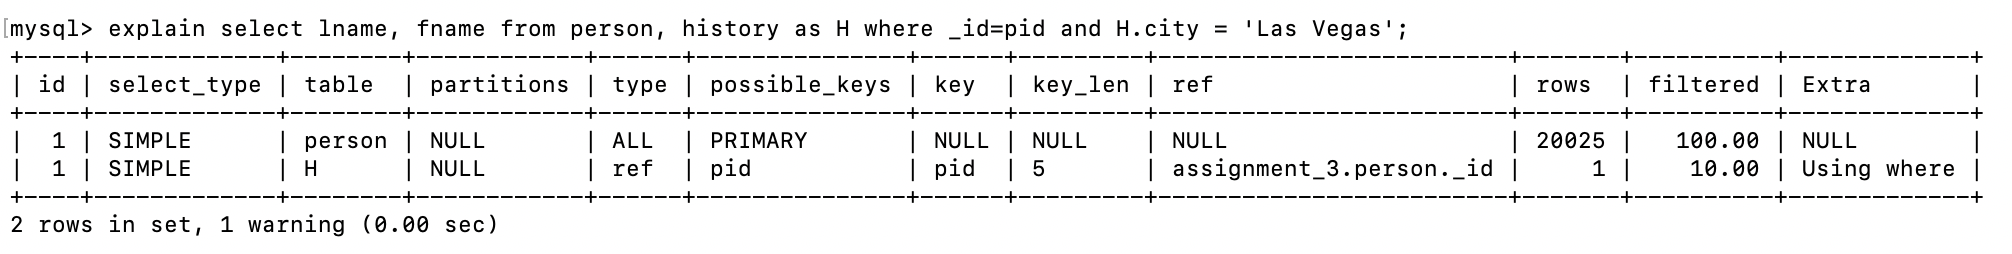 [mysql> explain select lname, fname from person, history as H where _id=pid and H.city = 'Las Vegas';
+----+-------------+--------+------------+------+---------------+------+---------+-------------------------+-------+----------+-------------+
| id | select_type | table  | partitions | type | possible_keys | key  | key_len | ref                     | rows  | filtered | Extra       |
+----+-------------+--------+------------+------+---------------+------+---------+-------------------------+-------+----------+-------------+
|  1 | SIMPLE      | person | NULL       | ALL  | PRIMARY       | NULL | NULL    | NULL                    | 20025 |   100.00 | NULL        |
|  1 | SIMPLE      | H      | NULL       | ref  | pid           | pid  | 5       | assignment_3.person._id |     1 |    10.00 | Using where |
+----+-------------+--------+------------+------+---------------+------+---------+-------------------------+-------+----------+-------------+
2 rows in set, 1 warning (0.00 sec)